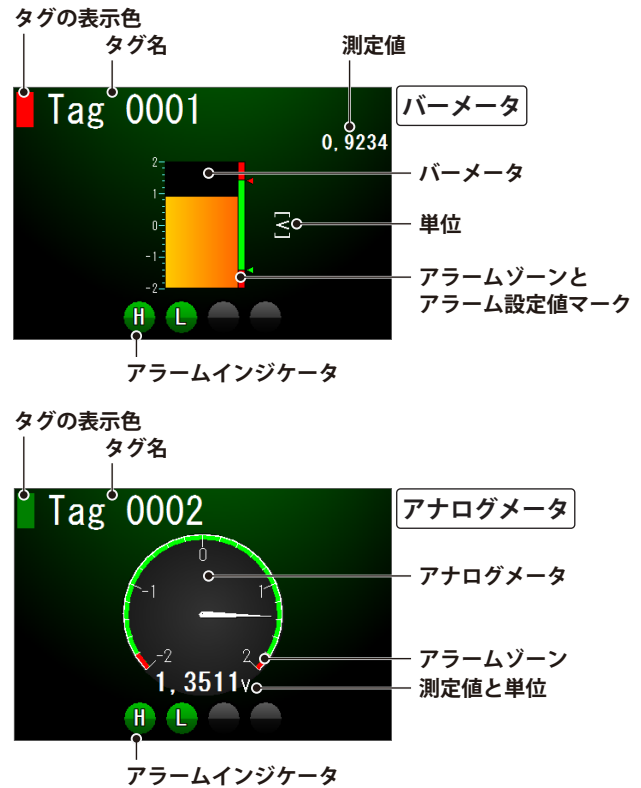 タグの表示色
タグ名
測定値
Tag 0001
バーメータ
0,9234
バーメータ
2
1
0
-1
-2
[V]
単位
アラームゾーンと
アラーム設定値マーク
H L
アラームインジケータ
タグの表示色
タグ名
Tag 0002
アナログメータ
0
アナログメータ
-1
1
-2
2
アラームゾーン
1,3511V
測定値と単位
H L
アラームインジケータ